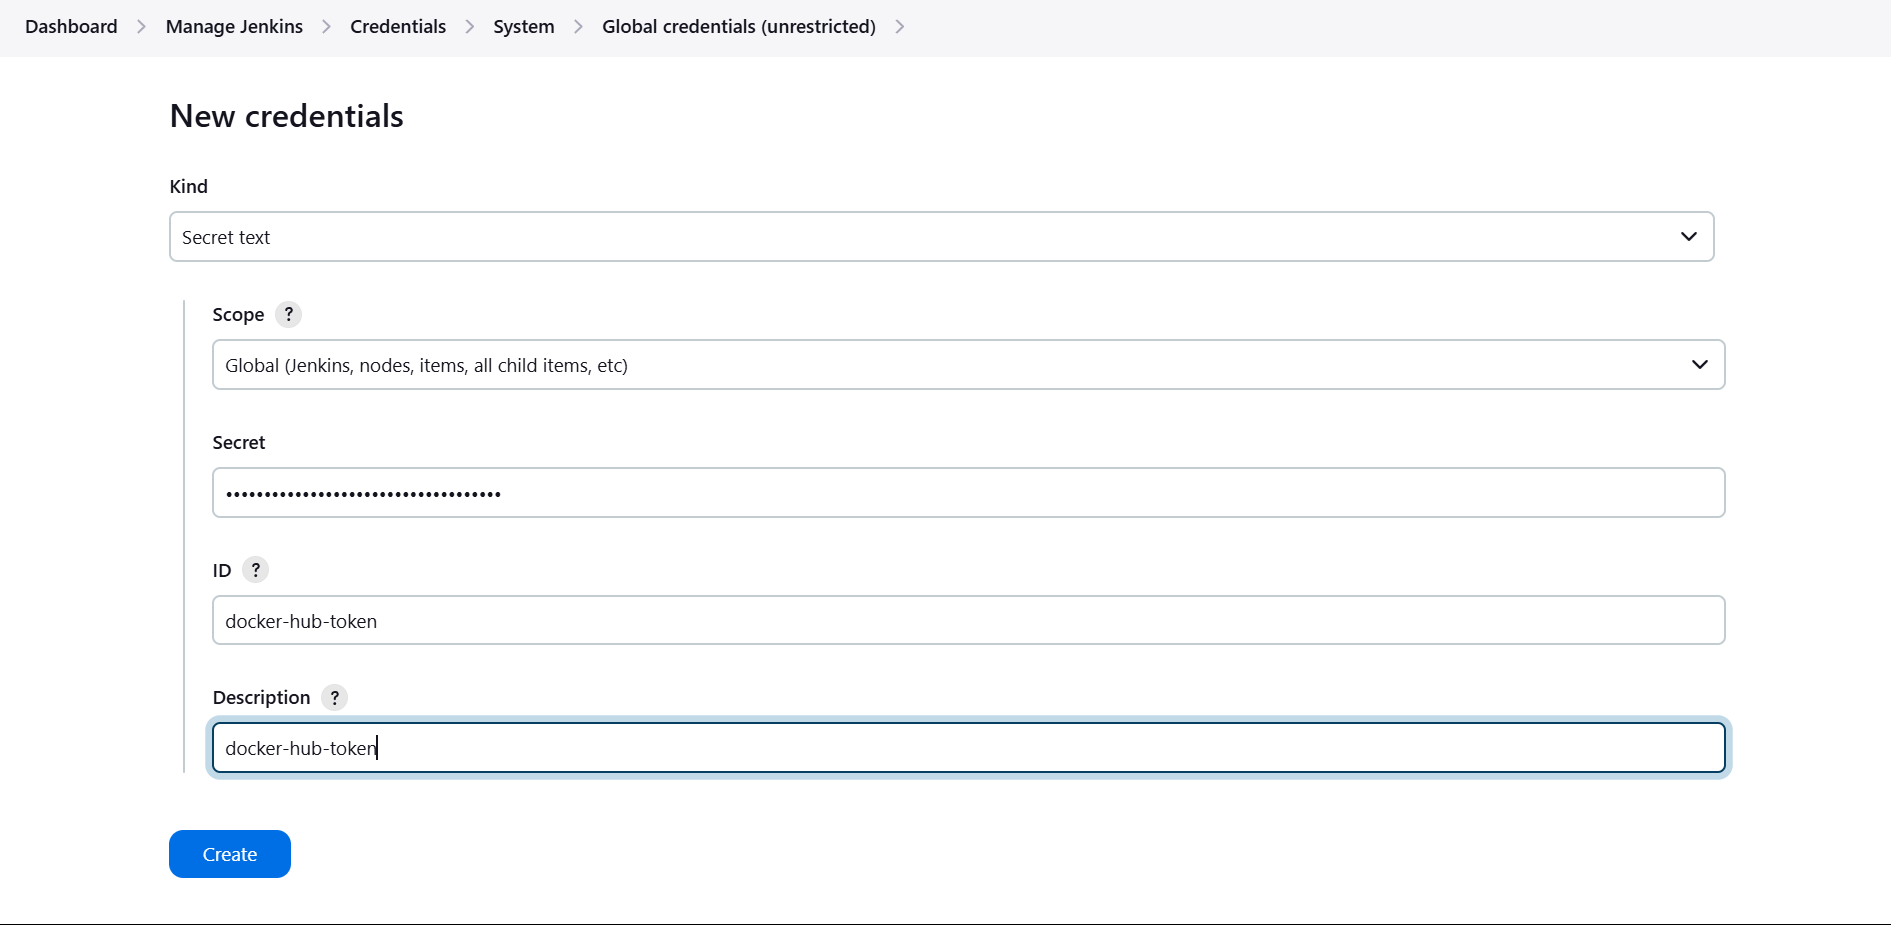 Dashboard > Manage Jenkins > Credentials > System > Global credentials (unrestricted) >
New credentials
Kind
Secret text
Scope ?
Global (Jenkins, nodes, items, all child items, etc)
Secret
••••••••••••••••••••••••••••••••••••
ID ?
docker-hub-token
Description ?
docker-hub-token
Create